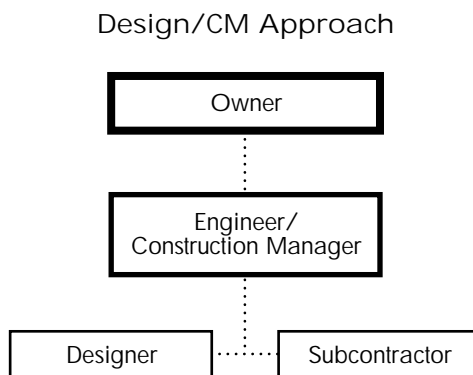 Design/CM Approach
Owner
Engineer/
Construction Manager
Designer
Subcontractor